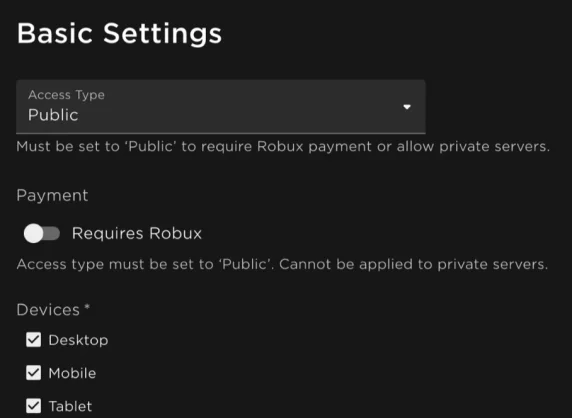 Basic Settings
Access Type
Public
Must be set to ‘Public’ to require Robux payment or allow private servers.
Payment
Requires Robux
Access type must be set to ‘Public’. Cannot be applied to private servers.
Devices *
Desktop
Mobile
Tablet